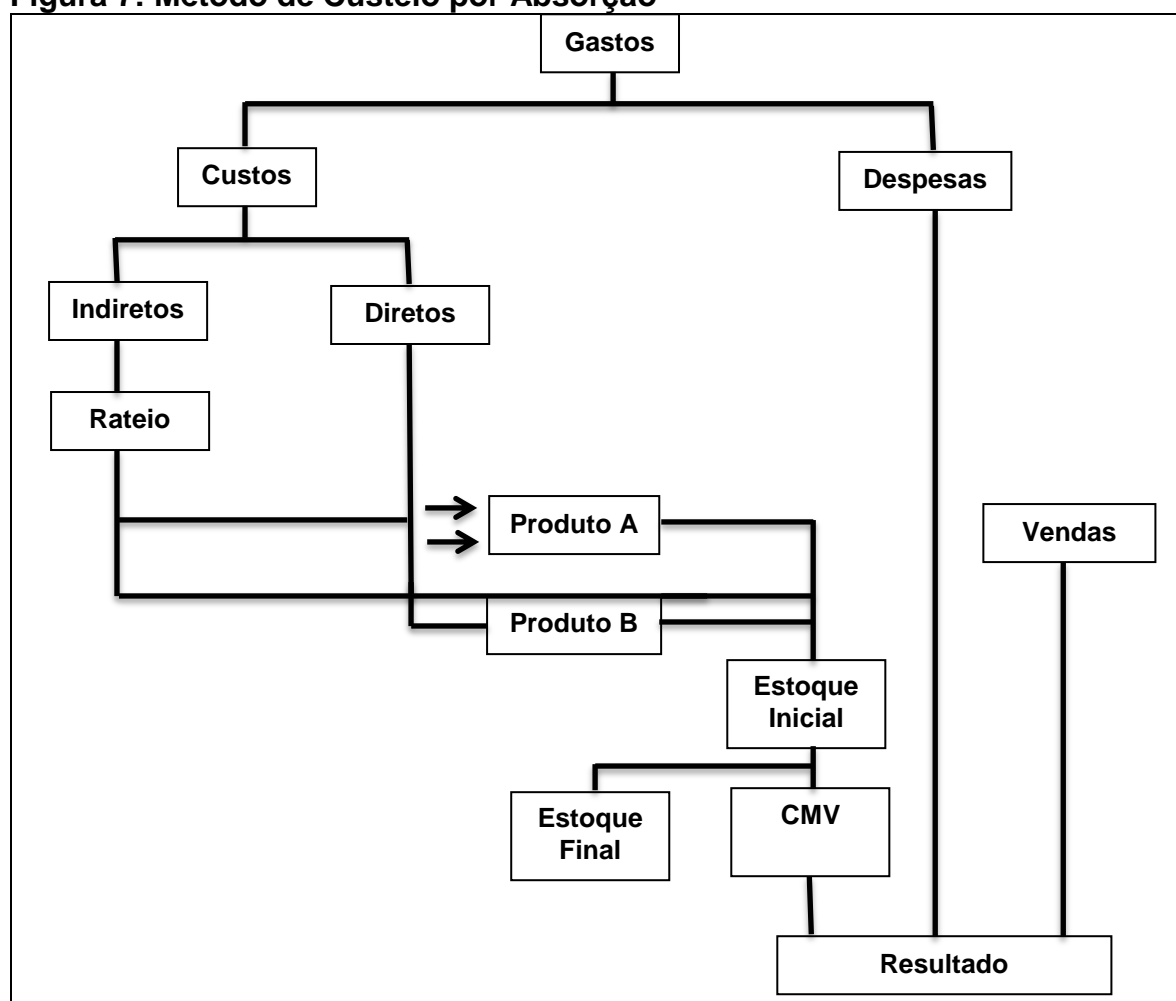 Figura 7: Método de Custeio por Absorção
Gastos
Custos
Despesas
Indiretos
Diretos
Rateio
Produto A
Vendas
Produto B
Estoque
Inicial
Estoque
Final
CMV
Resultado